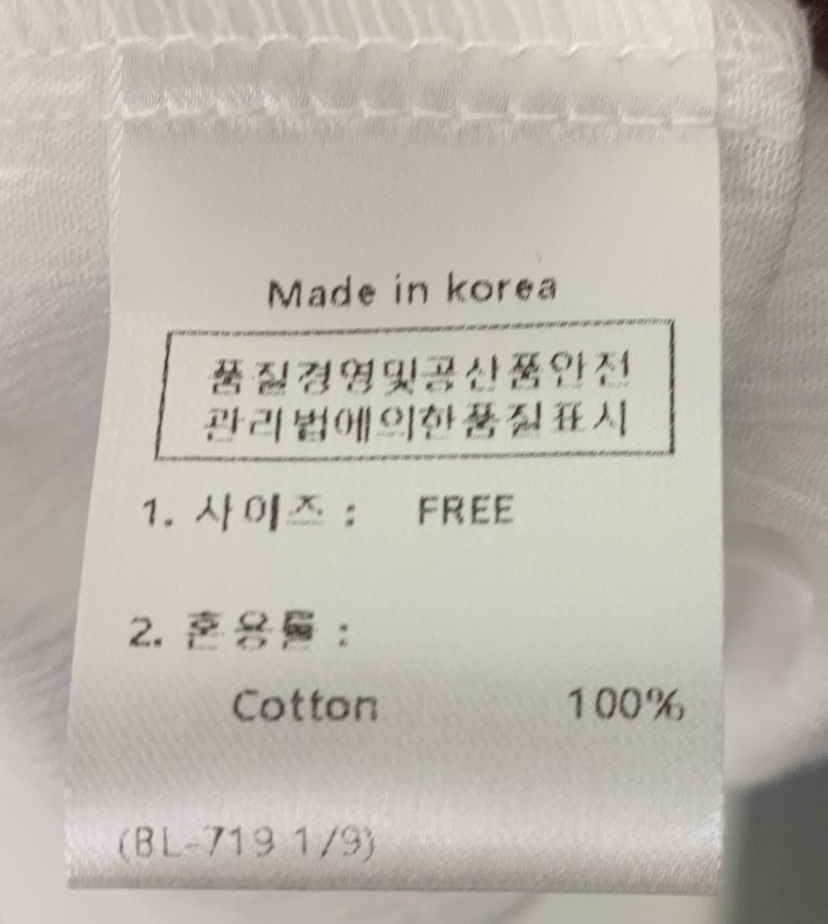 Made in korea
품질경영및공산품안전
관리법에의한품질표시
1. 사이즈 : FREE
2. 혼용률 :
Cotton 100%
(BL-719 1/9)